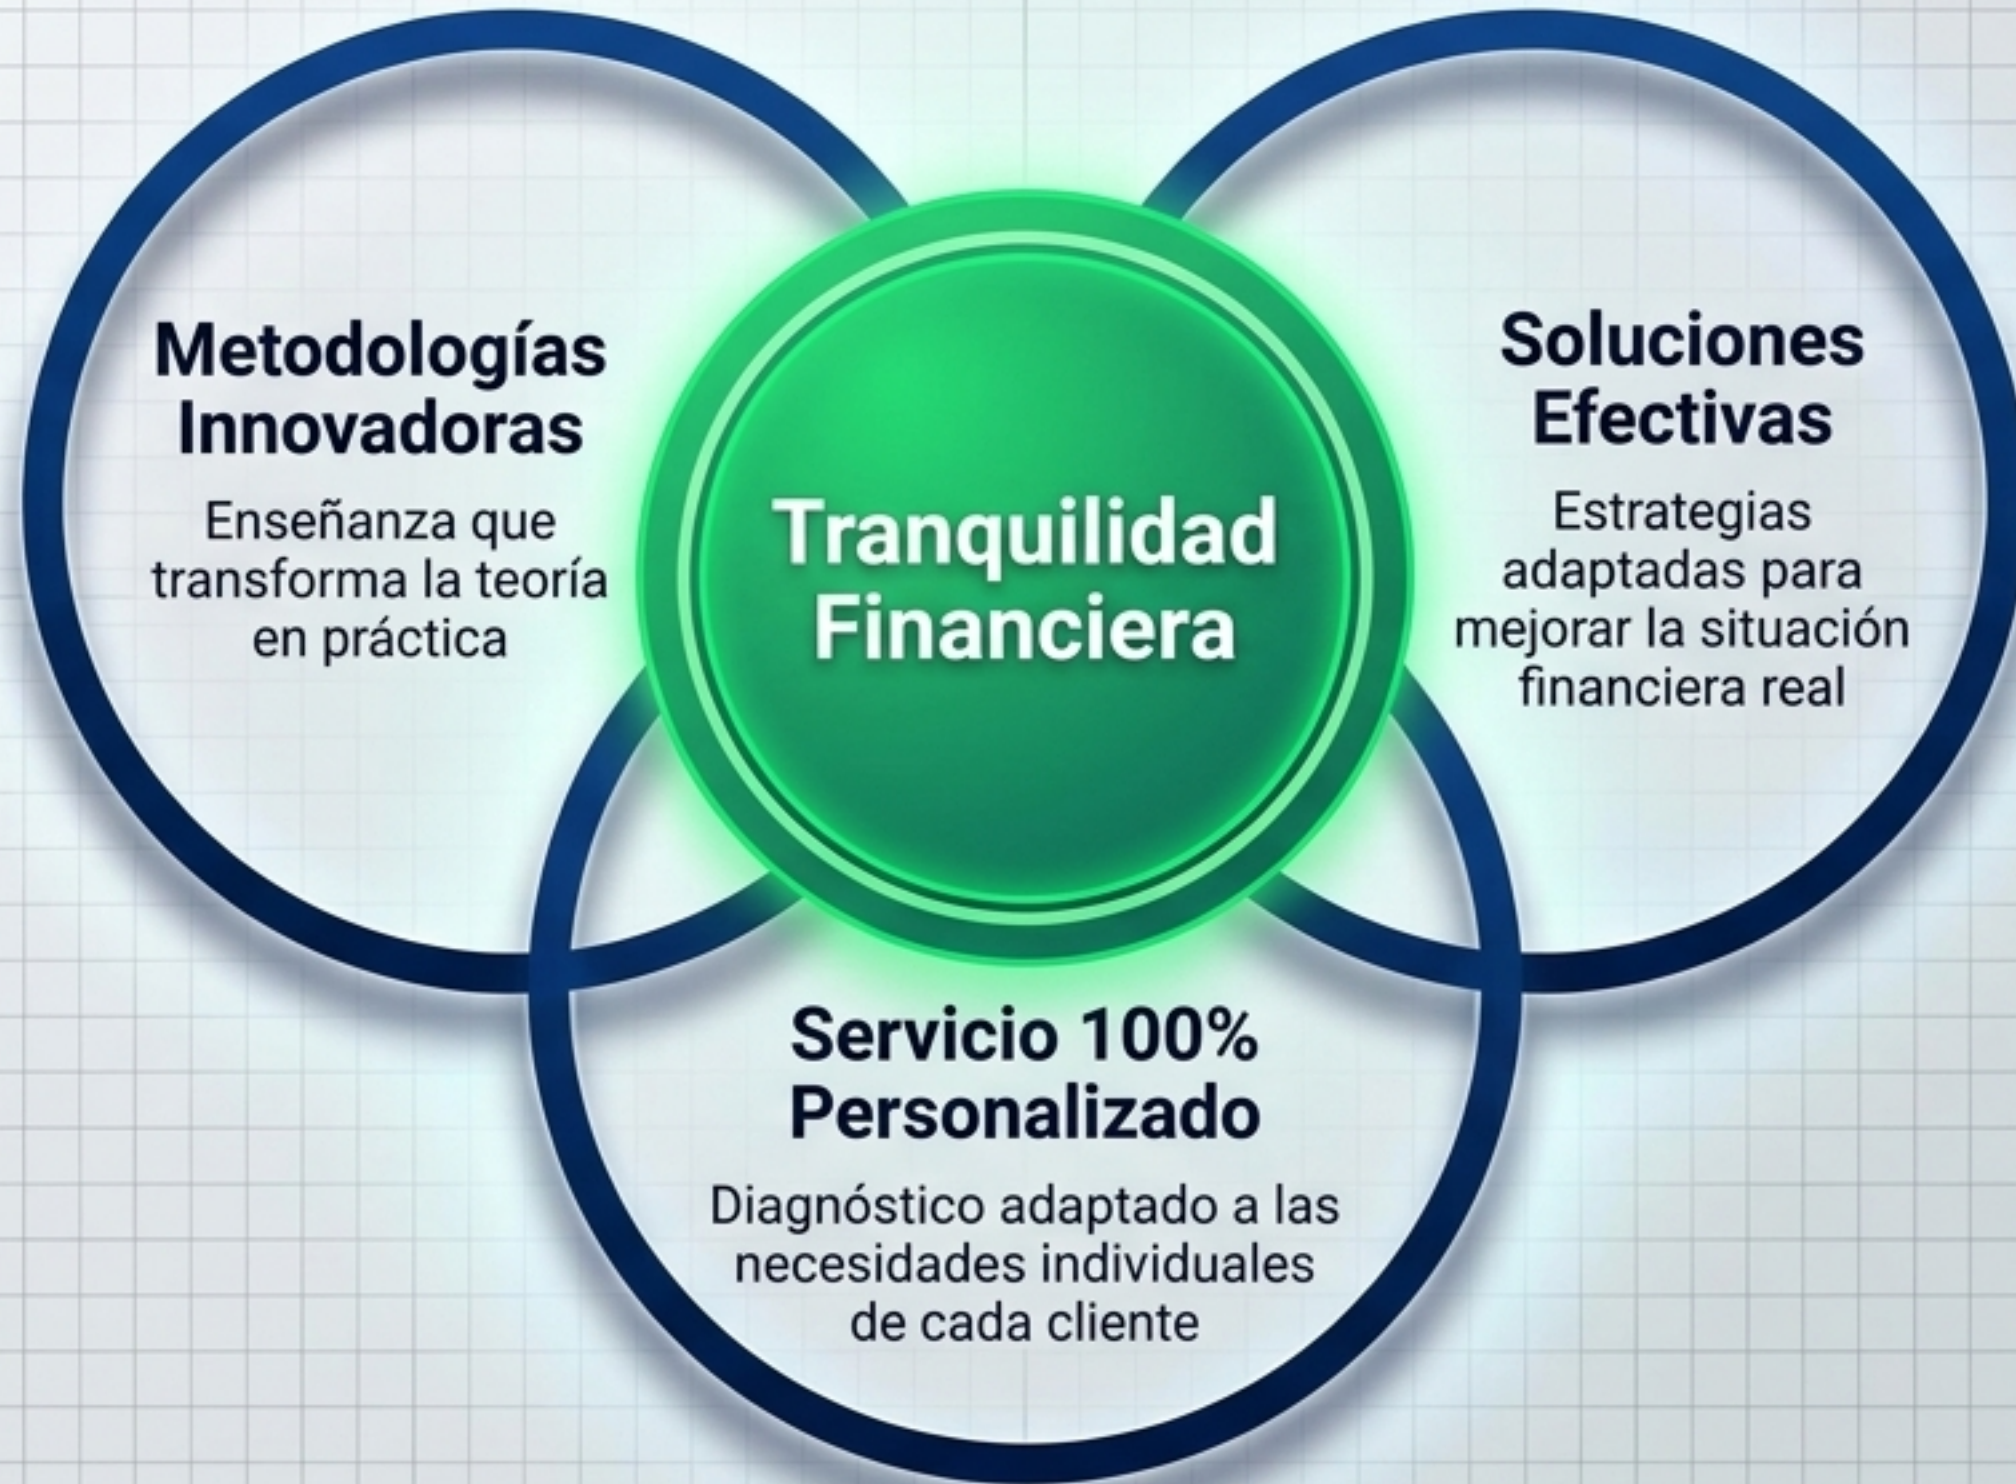 Metodologías
Innovadoras
Enseñanza que
transforma la teoría
en práctica
Tranquilidad
Financiera
Soluciones
Efectivas
Estrategias
adaptadas para
mejorar la situación
financiera real
Servicio 100%
Personalizado
Diagnóstico adaptado a las
necesidades individuales
de cada cliente